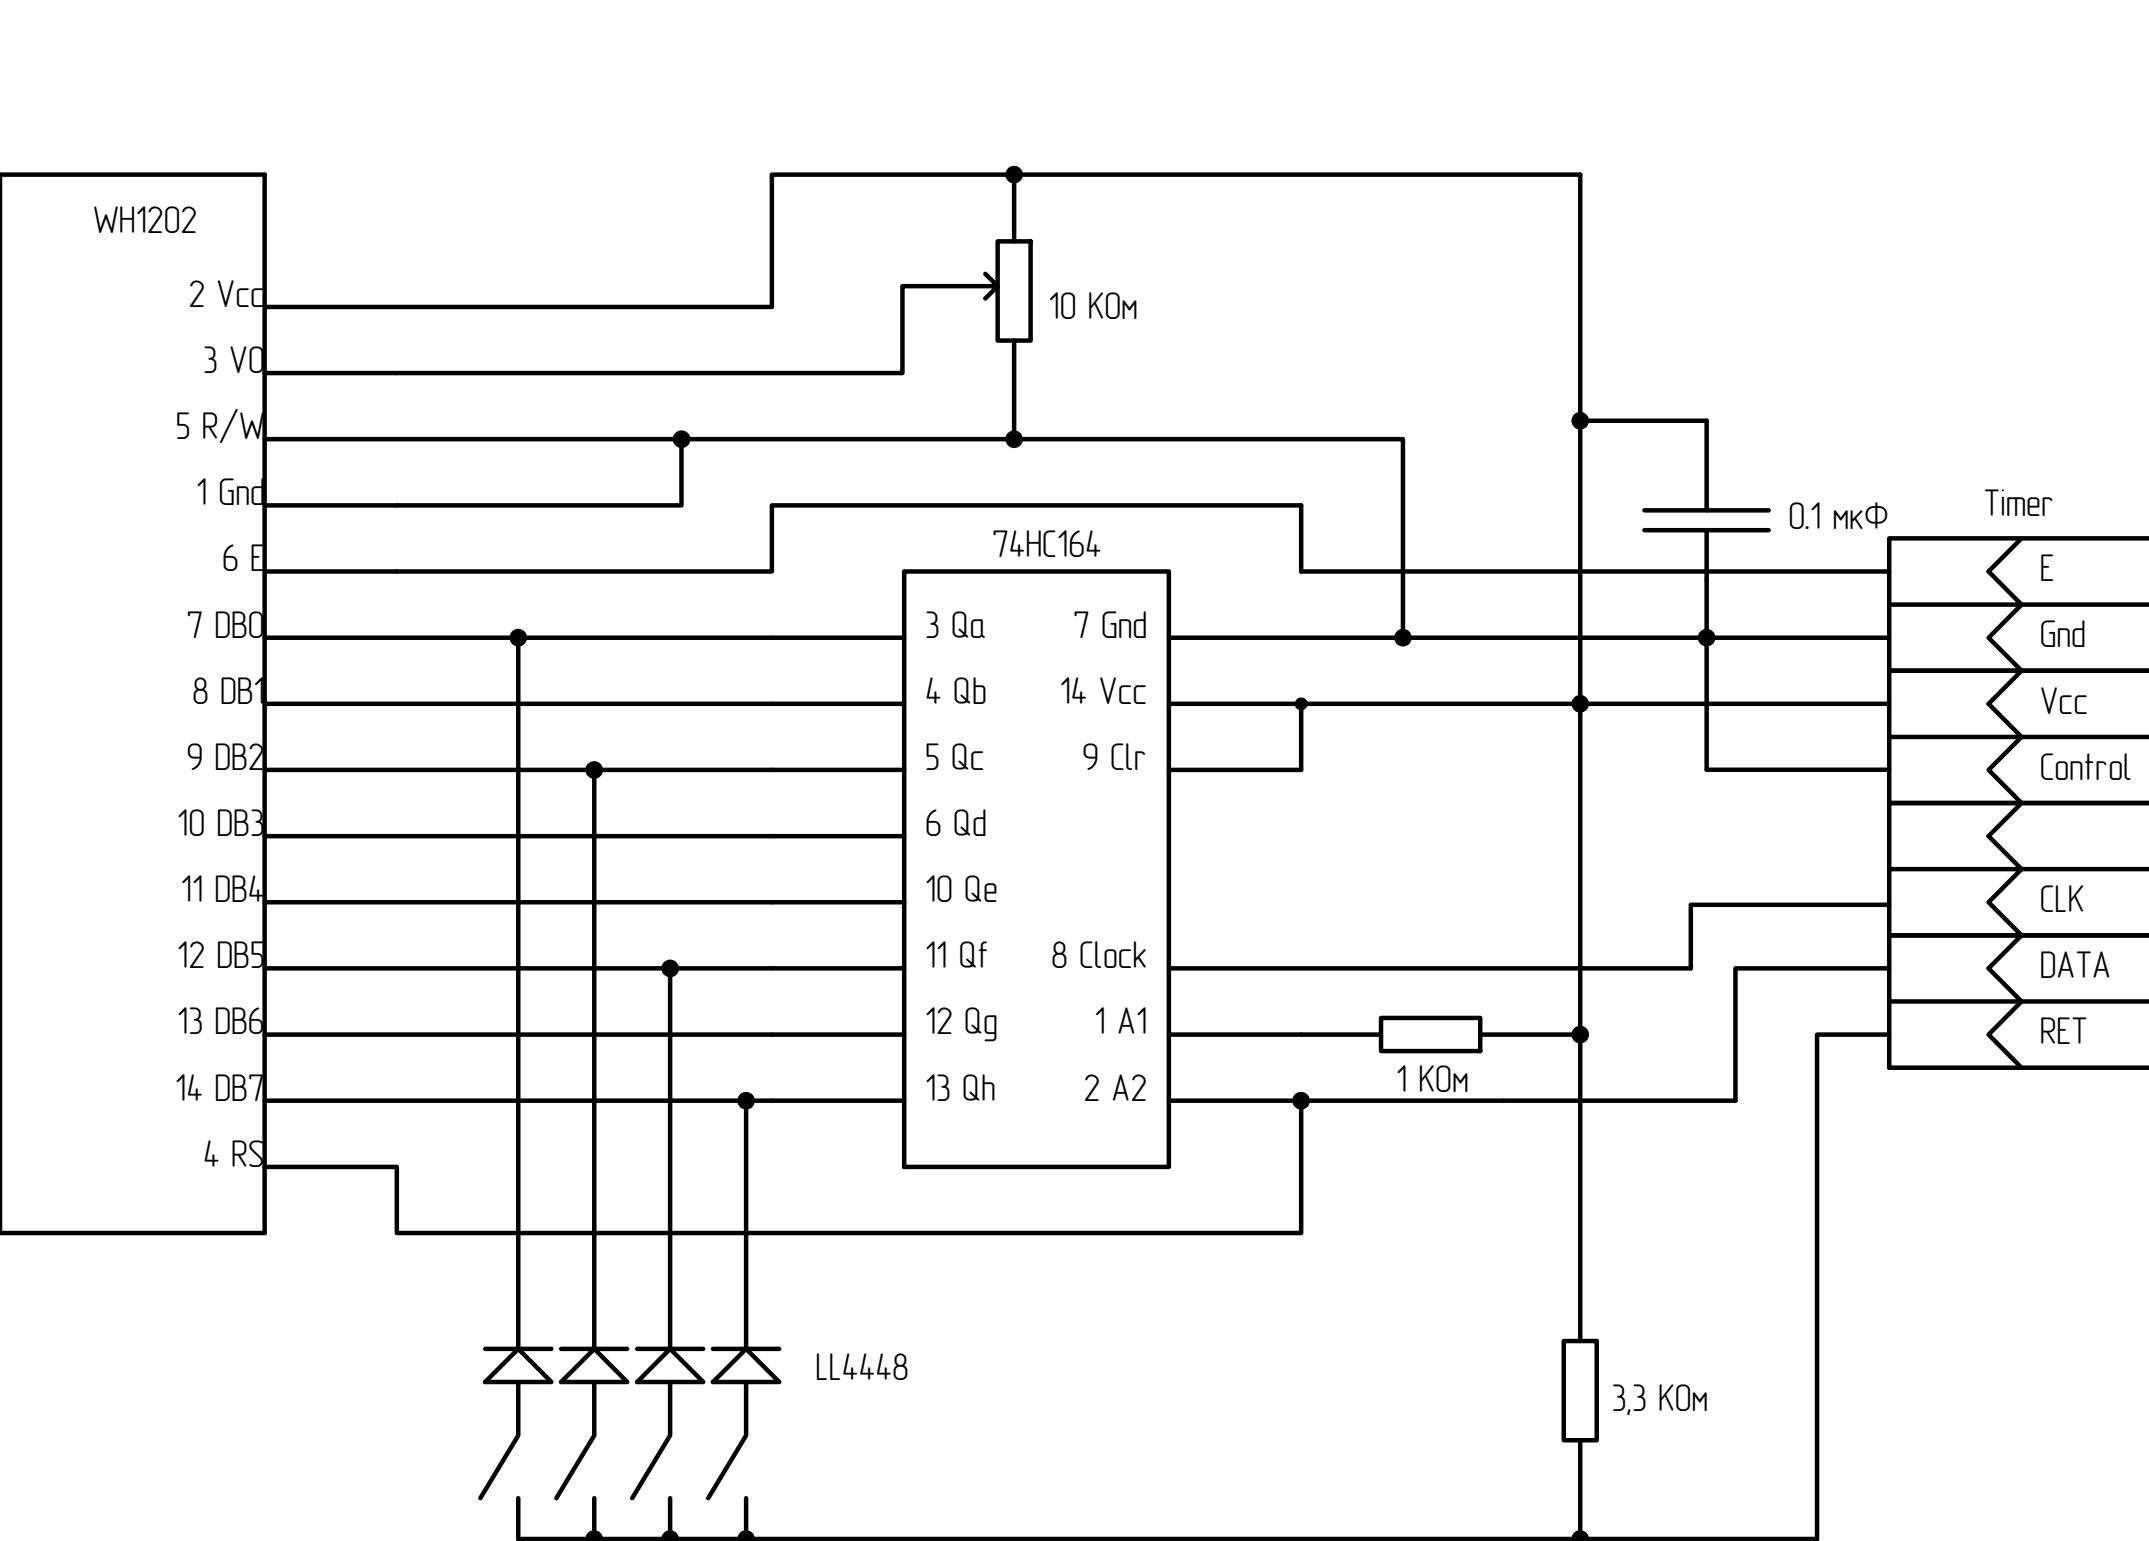 WH1202
2 Vcc
3 V0
5 R/W
1 Gnd
6 E
7 DB0
8 DB1
9 DB2
10 DB3
11 DB4
12 DB5
13 DB6
14 DB7
4 RS
10 КОм
74HC164
3 Qa
4 Qb
5 Qc
6 Qd
10 Qe
11 Qf
12 Qg
13 Qh
7 Gnd
14 Vcc
9 Clr
8 Clock
1 A1
2 A2
1 КОм
0.1 мкФ
Timer
E
Gnd
Vcc
Control
CLK
DATA
RET
LL4448
3,3 КОм